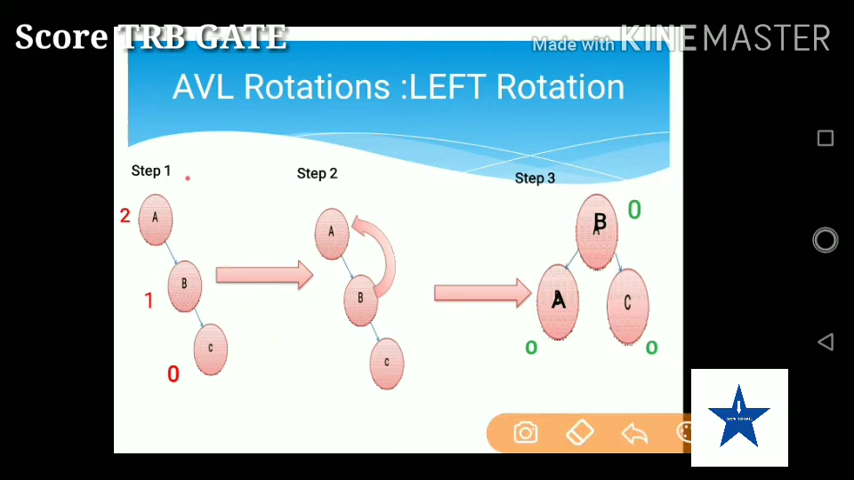 Score TRB GATE
Made with KINEMASTER
AVL Rotations :LEFT Rotation
Step 1
Step 2
Step 3
2
A
1
B
0
C
A
B
C
B
0
A
C
0
0